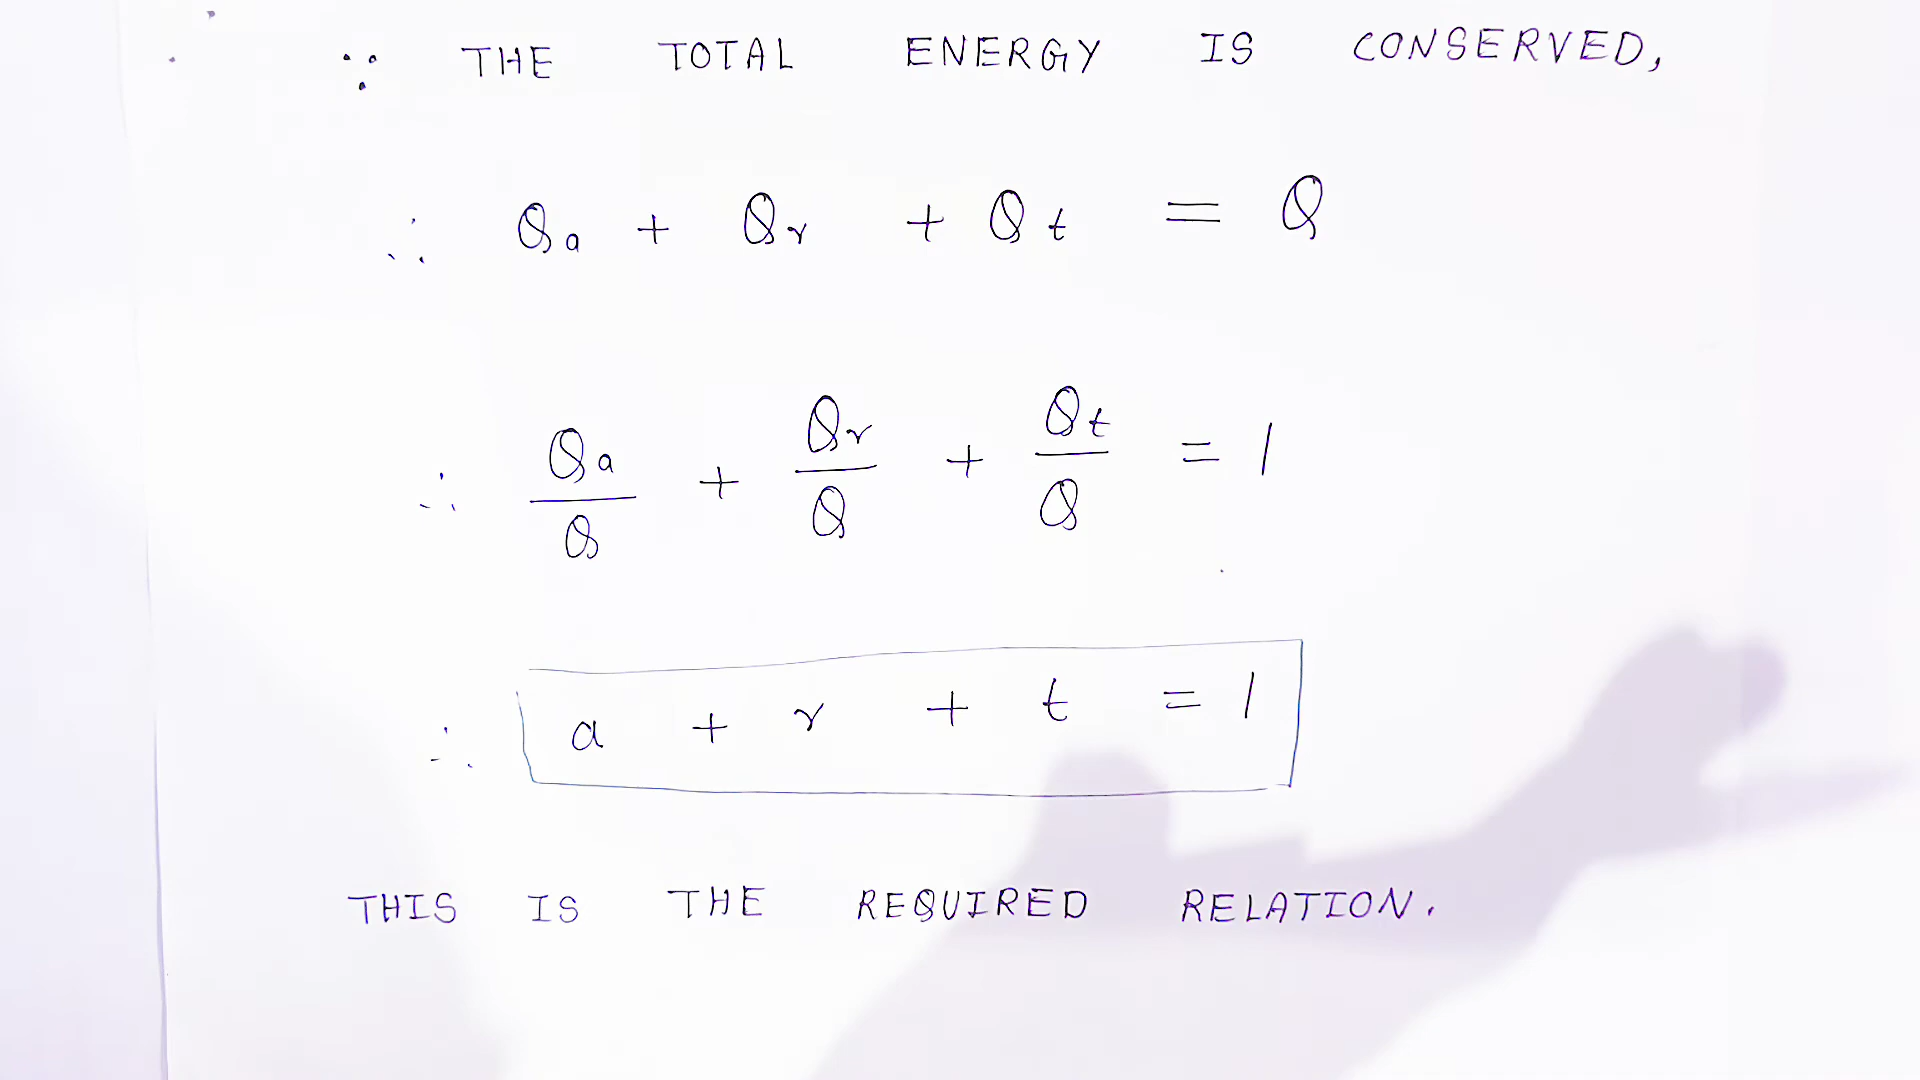 ∵ THE TOTAL ENERGY IS CONSERVED,
∴ Qa + Qr + Qt = Q
∴ Qa/Q + Qr/Q + Qt/Q = 1
∴ a + r + t = 1
THIS IS THE REQUIRED RELATION.